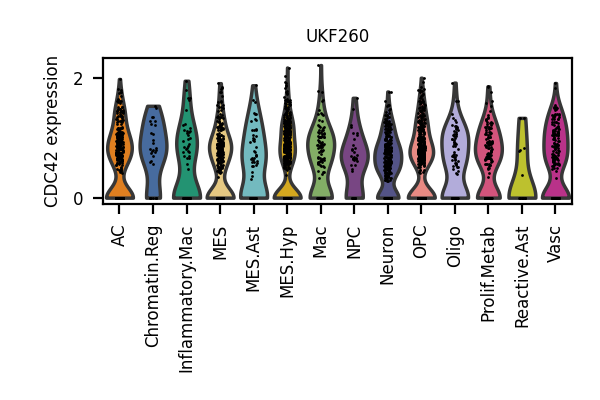 UKF260
CDC42 expression
2
0
AC
Chromatin.Reg
Inflammatory.Mac
MES
MES.Ast
MES.Hyp
Mac
NPC
Neuron
OPC
Oligo
Prolif.Metab
Reactive.Ast
Vasc